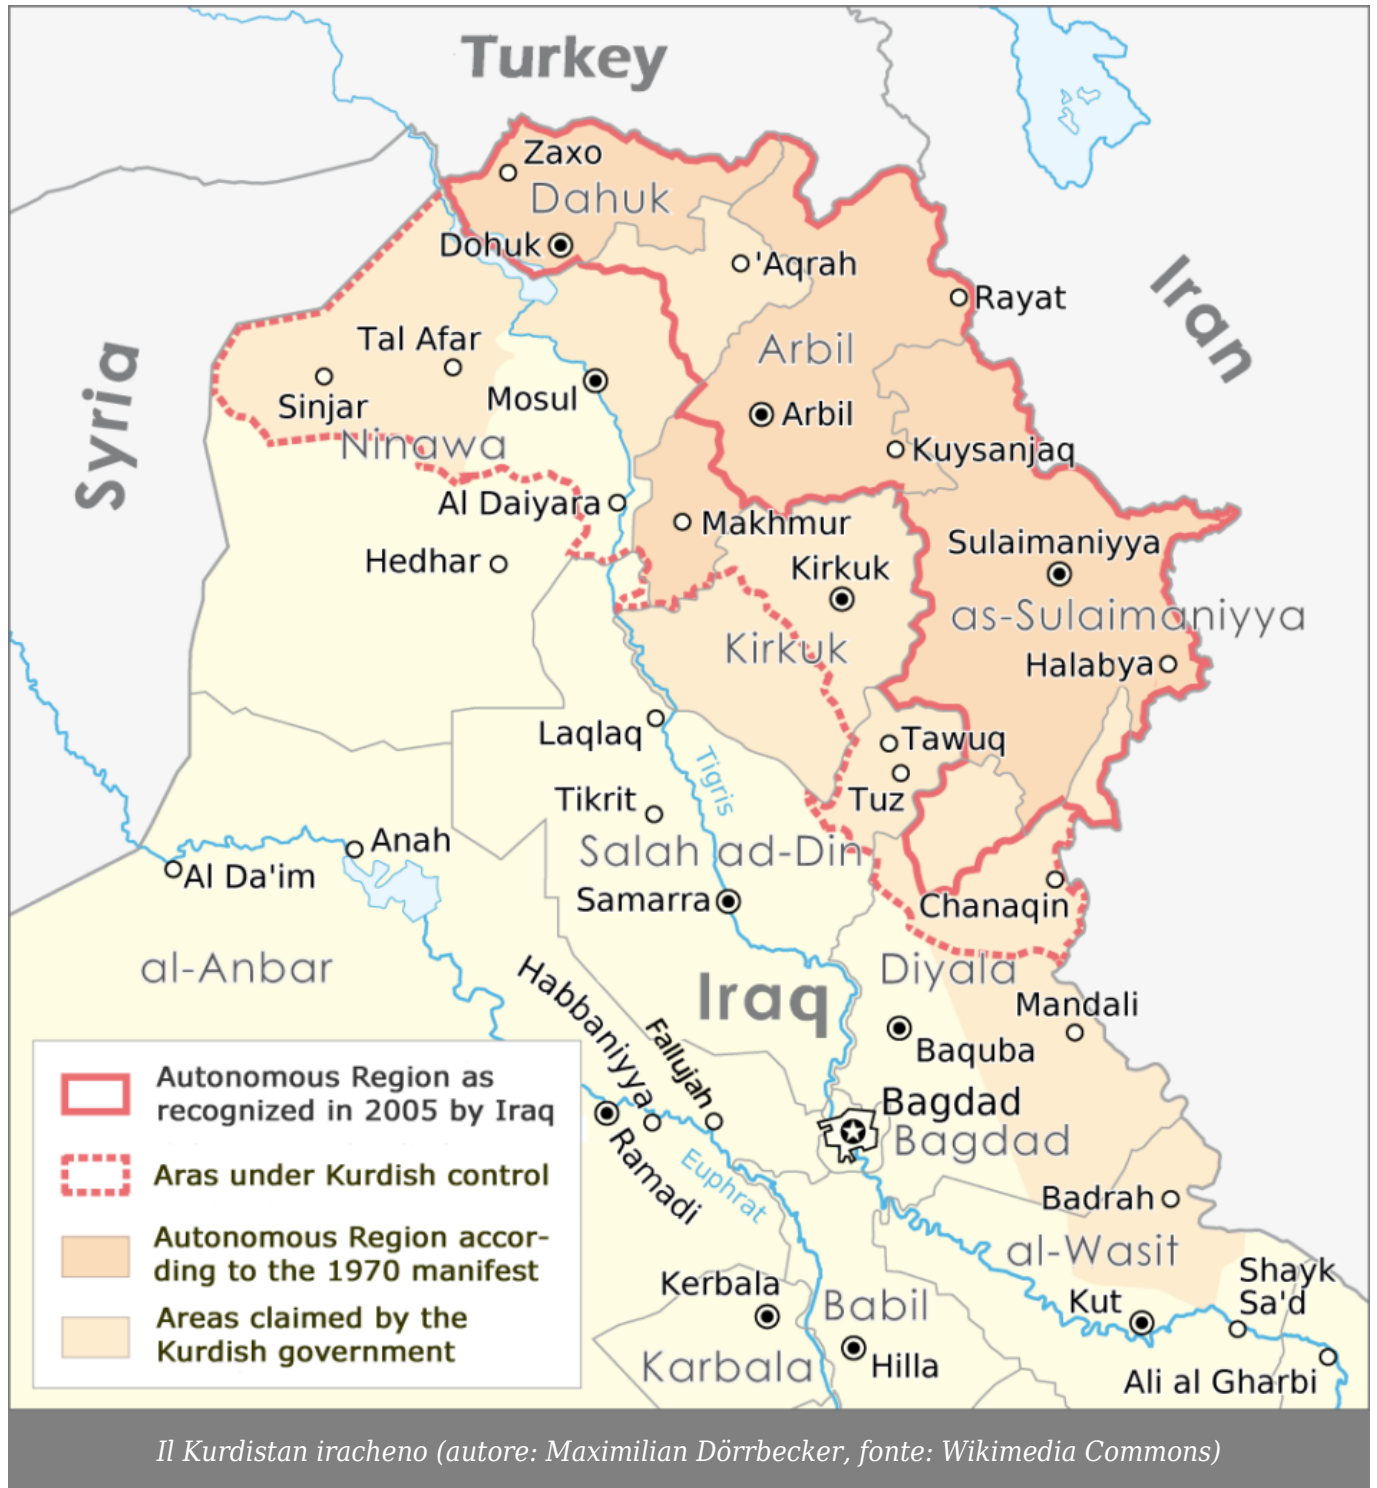 Turkey
Zaxo
Dahuk
Dohuk
'Aqrah
Rayat
Iran
Syria
Tal Afar
Sinjar
Mosul
Ninawa
Arbil
Arbil
Kuysanjaq
Al Daiyara
Makhmur
Hedhar
Kirkuk
Kirkuk
Sulaimaniyya
as-Sulaimaniyya
Halabya
Laqlaq
Tigris
Tawuq
Tuz
Tikrit
Salah ad-Din
Samarra
Anah
Al Da'im
al-Anbar
Chanaqin
Diyala
Mandali
Iraq
Baquba
Habbaniyya
Fallujah
Ramadi
Euphrat
Bagdad
Bagdad
Badrah
al-Wasit
Shayk
Sa'd
Kut
Ali al Gharbi
Kerbala
Karbala
Babil
Hilla
Autonomous Region as
recognized in 2005 by Iraq
Aras under Kurdish control
Autonomous Region accor-
ding to the 1970 manifest
Areas claimed by the
Kurdish government
Il Kurdistan iracheno (autore: Maximilian Dörrbecker, fonte: Wikimedia Commons)